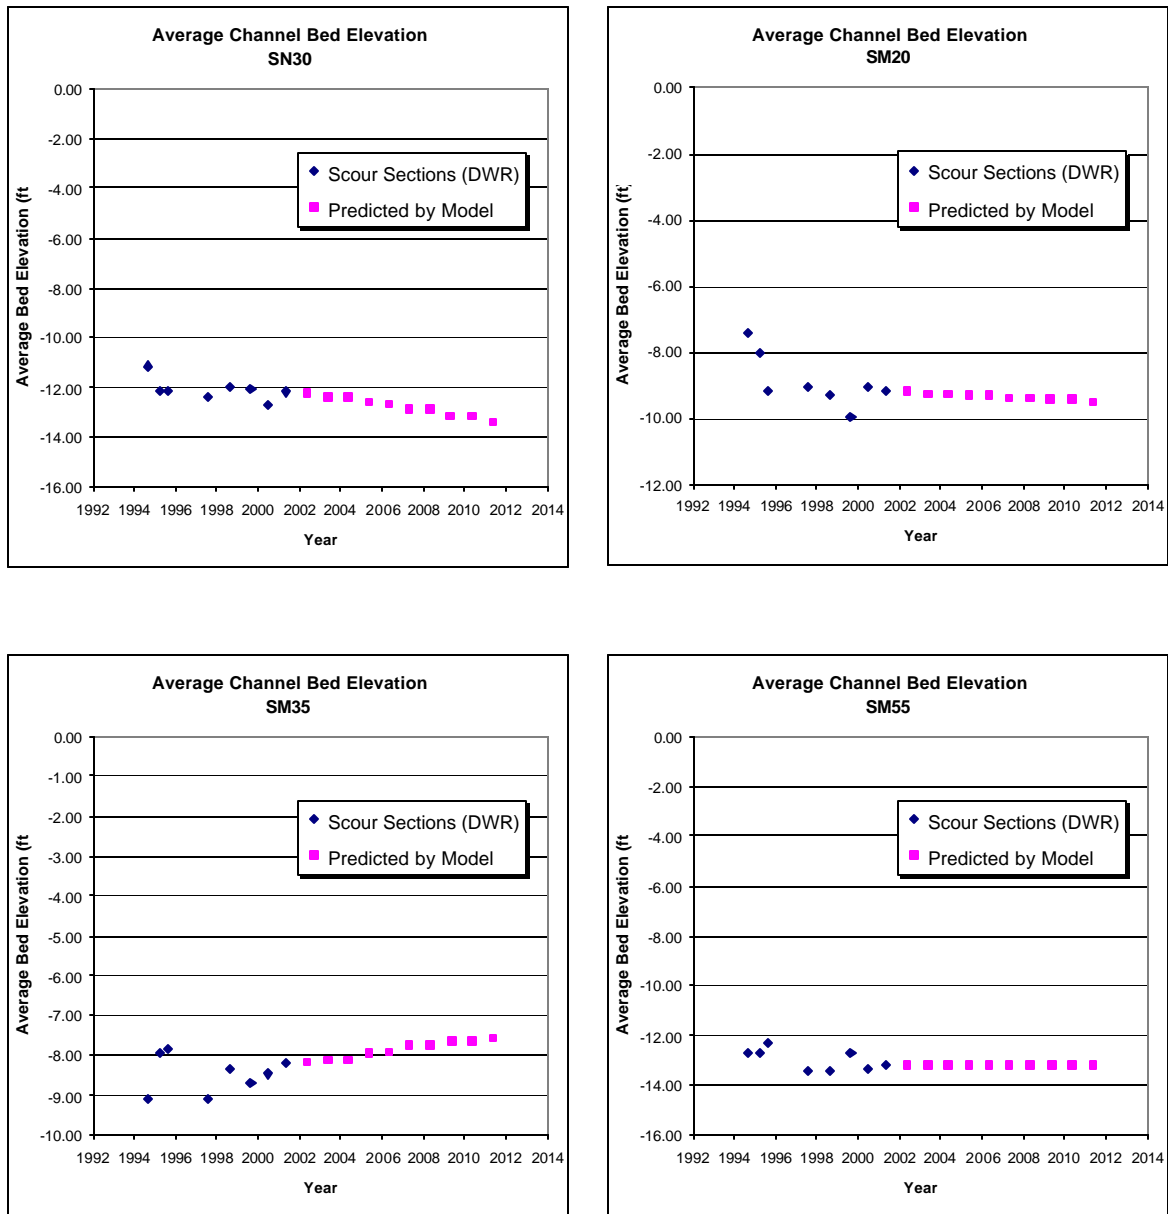 Average Channel Bed Elevation
SN30
0.00
-2.00
-4.00
-6.00
-8.00
-10.00
-12.00
-14.00
-16.00
1992 1994 1996 1998 2000 2002 2004 2006 2008 2010 2012 2014
Year
Average Bed Elevation (ft
Scour Sections (DWR)
Predicted by Model
Average Channel Bed Elevation
SM20
0.00
-2.00
-4.00
-6.00
-8.00
-10.00
-12.00
1992 1994 1996 1998 2000 2002 2004 2006 2008 2010 2012 2014
Year
Average Bed Elevation (ft)
Scour Sections (DWR)
Predicted by Model
Average Channel Bed Elevation
SM35
0.00
-1.00
-2.00
-3.00
-4.00
-5.00
-6.00
-7.00
-8.00
-9.00
-10.00
1992 1994 1996 1998 2000 2002 2004 2006 2008 2010 2012 2014
Year
Average Bed Elevation (ft
Scour Sections (DWR)
Predicted by Model
Average Channel Bed Elevation
SM55
0.00
-2.00
-4.00
-6.00
-8.00
-10.00
-12.00
-14.00
-16.00
1992 1994 1996 1998 2000 2002 2004 2006 2008 2010 2012 2014
Year
Average Bed Elevation (ft
Scour Sections (DWR)
Predicted by Model